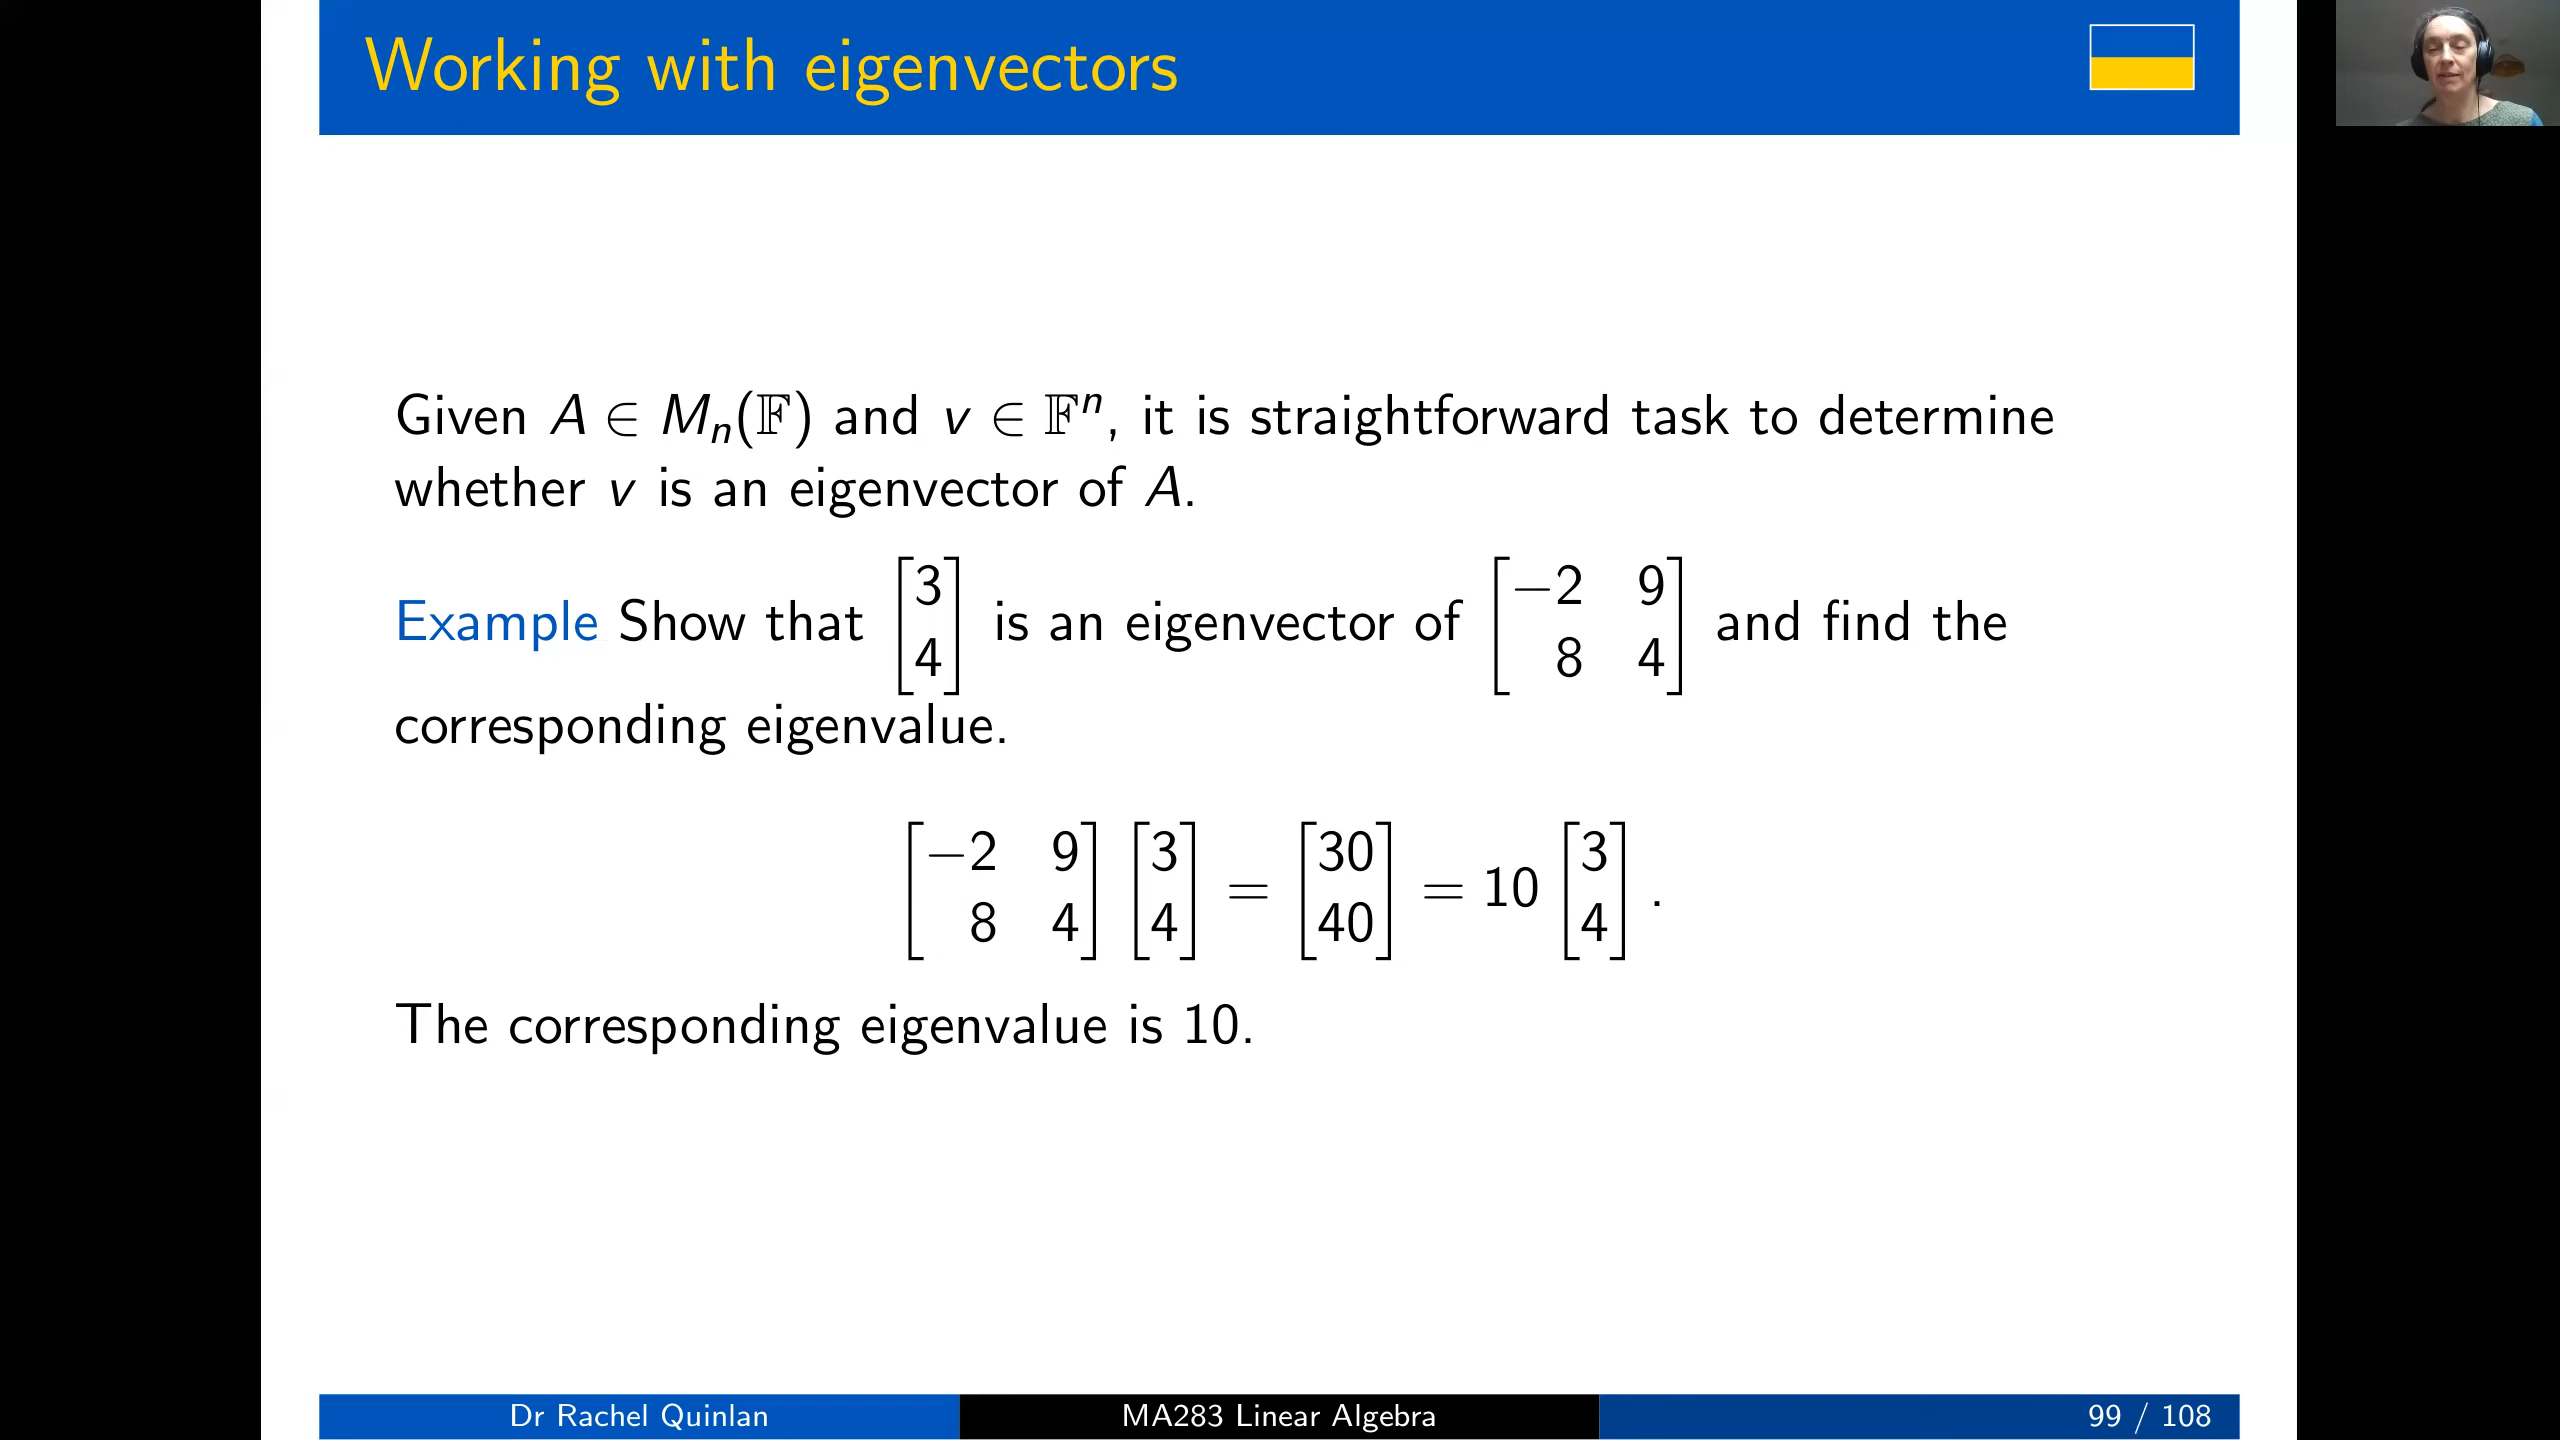 Working with eigenvectors
Given A ∈ Mₙ(𝔽) and v ∈ 𝔽ⁿ, it is straightforward task to determine
whether v is an eigenvector of A.
Example Show that [3; 4] is an eigenvector of [−2 9; 8 4] and find the
corresponding eigenvalue.
[−2 9; 8 4] [3; 4] = [30; 40] = 10 [3; 4] .
The corresponding eigenvalue is 10.
Dr Rachel Quinlan MA283 Linear Algebra 99 / 108